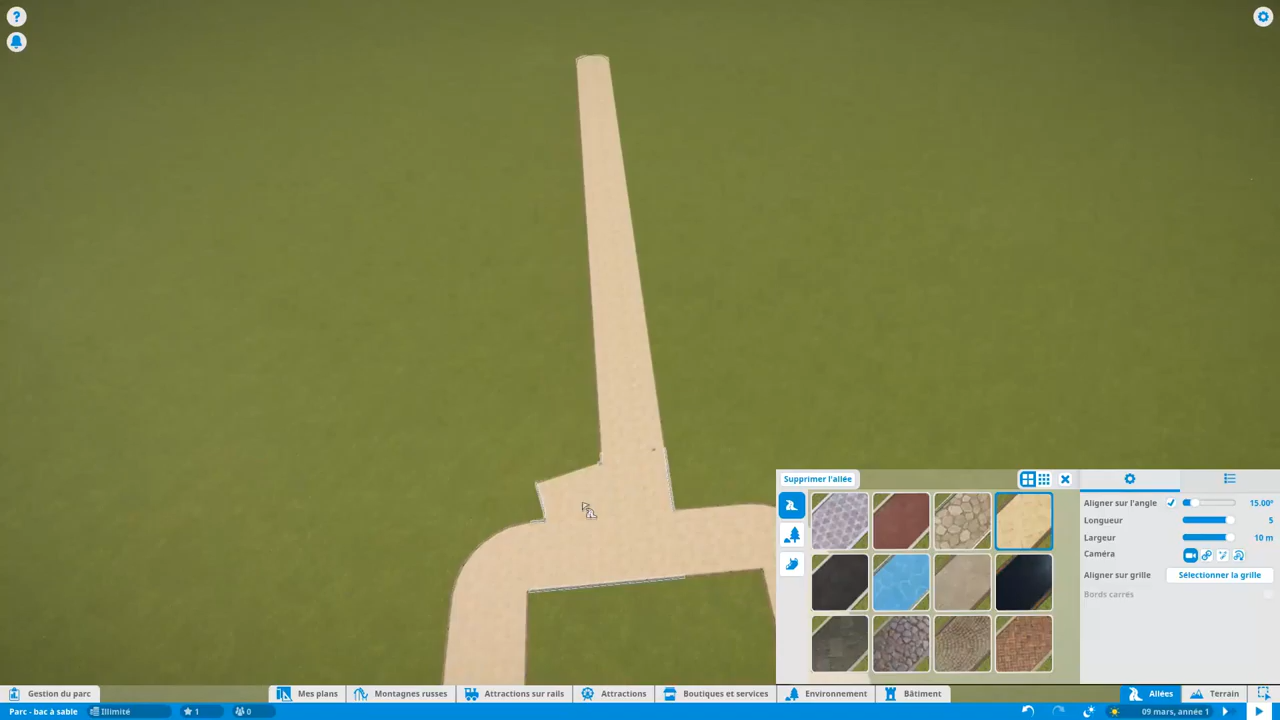 ?
Supprimer l'allée
Aligner sur l'angle 15.00°
Longueur 5
Largeur 10 m
Caméra
Aligner sur grille Sélectionner la grille
Bords carrés
Gestion du parc Mes plans Montagnes russes Attractions sur rails Attractions Boutiques et services Environnement Bâtiment Allées Terrain
Parc - bac à sable Illimité 1 0 09 mars, année 1